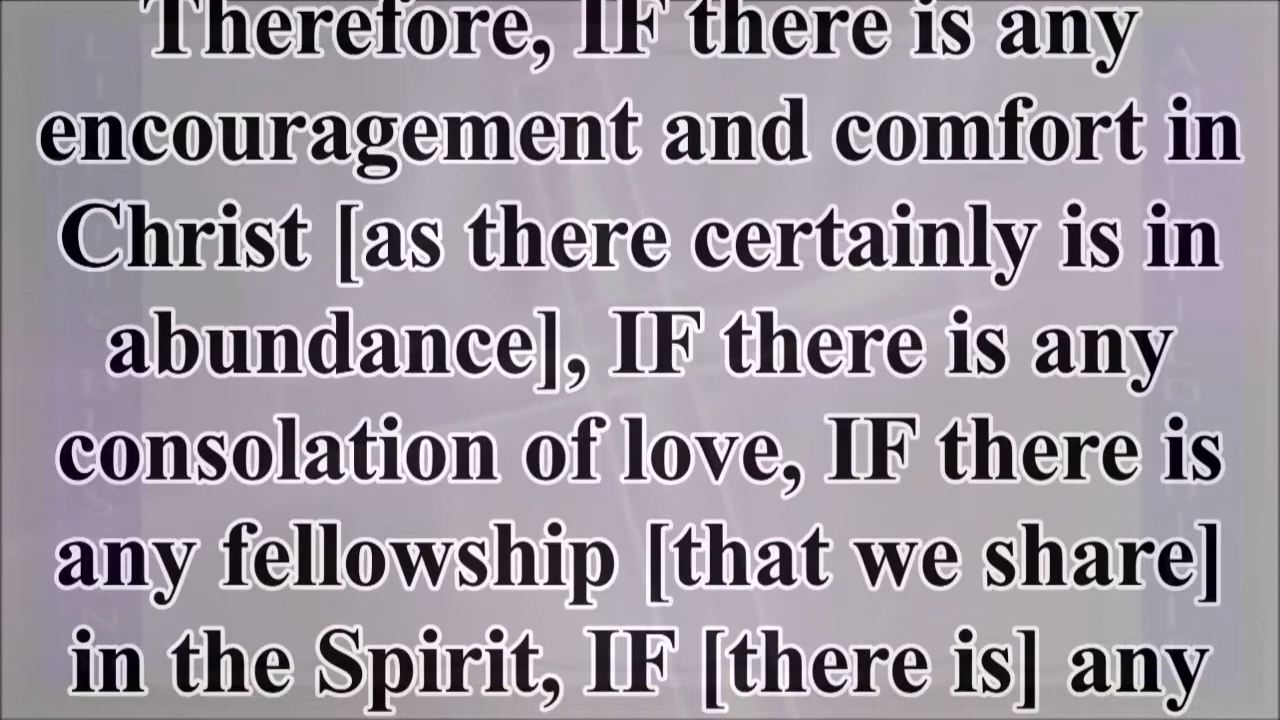 Therefore, IF there is any
encouragement and comfort in
Christ [as there certainly is in
abundance], IF there is any
consolation of love, IF there is
any fellowship [that we share]
in the Spirit, IF [there is] any